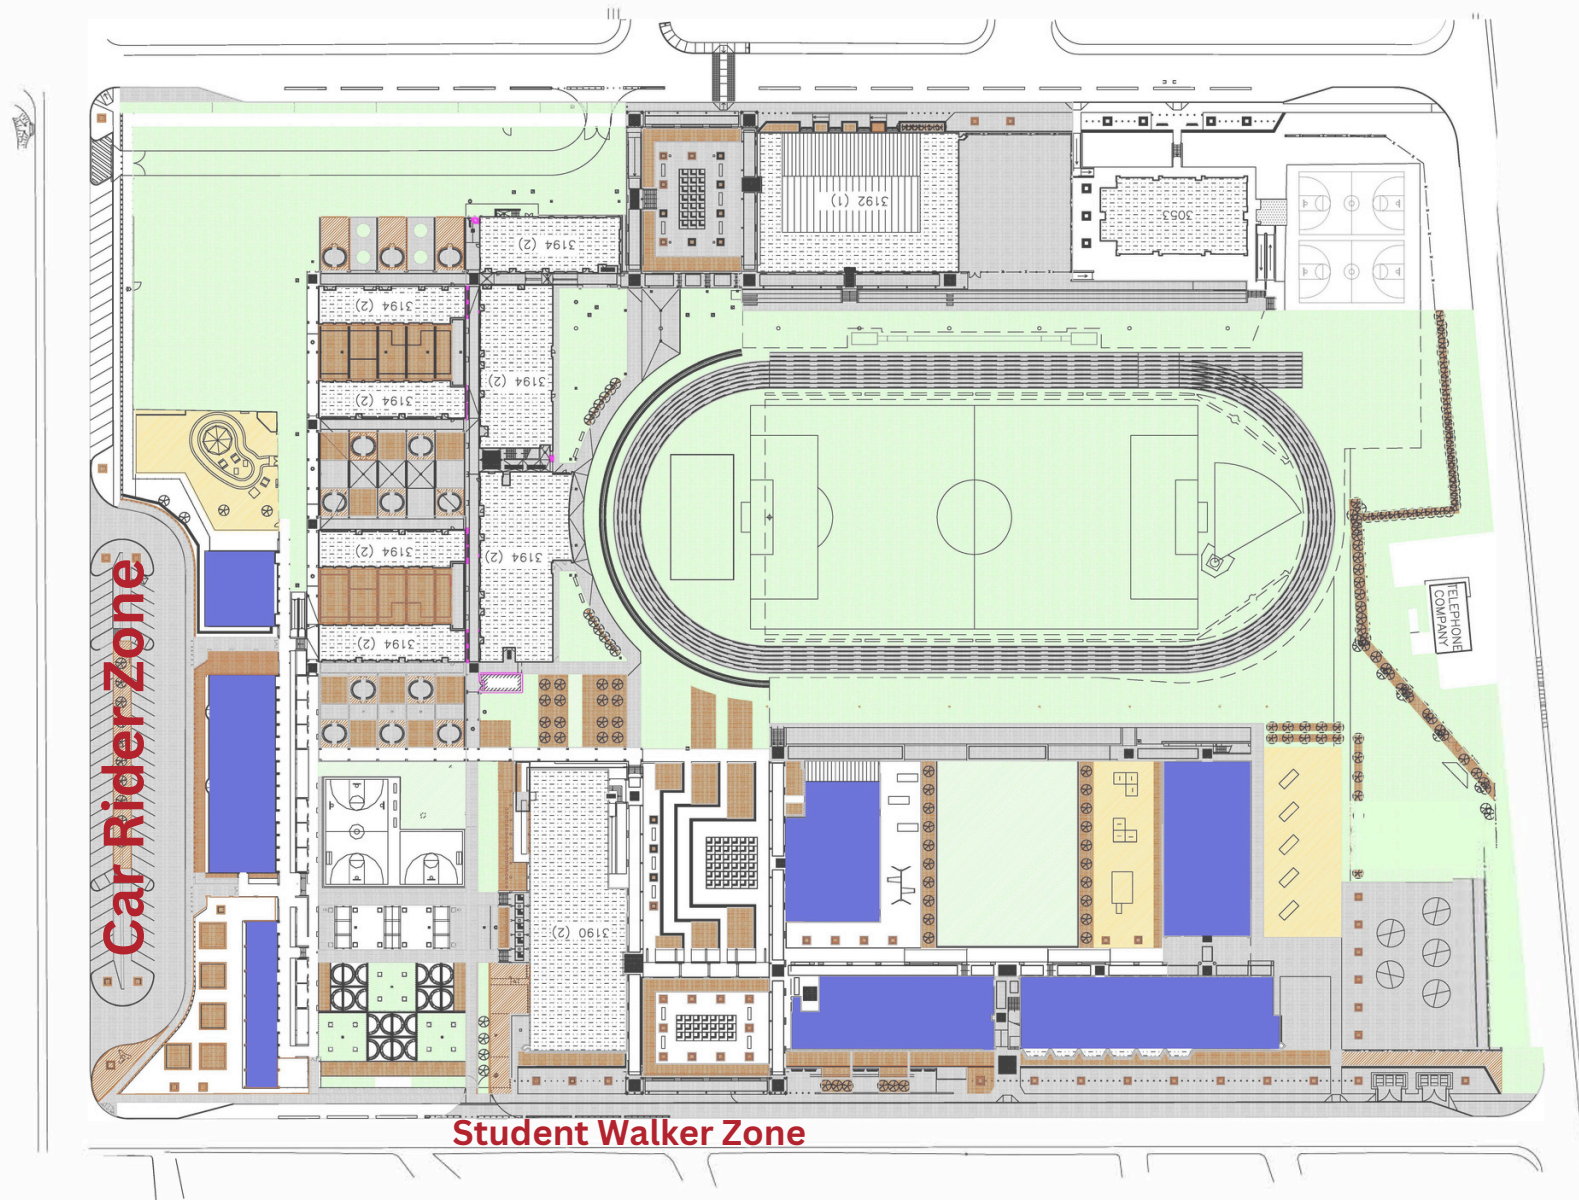 3192 (1)
3053
3194 (2)
3194 (2)
3194 (2)
3194 (2)
3194 (2)
3194 (2)
3194 (2)
TELEPHONE
COMPANY
Car Rider Zone
3190 (2)
Student Walker Zone